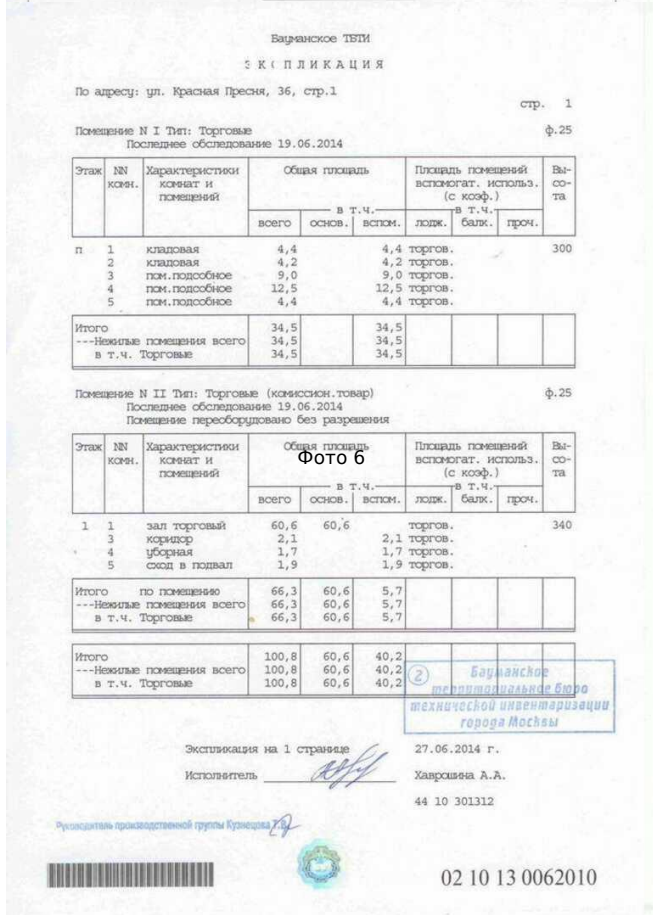 Бауманское ТБТИ
ЭКСПЛИКАЦИЯ
По адресу: ул. Красная Пресня, 36, стр.1
стр. 1
Помещение N I Тип: Торговые ф.25
Последнее обследование 19.06.2014
Этаж NN Характеристики Общая площадь Площадь помещений Вы-
комн. комнат и вспомогат. использ. со-
помещений (с коэф.) та
в т.ч. в т.ч.
всего основ. вспом. лодж. балк. проч.
п 1 кладовая 4,4 4,4 торгов. 300
2 кладовая 4,2 4,2 торгов.
3 пом.подсобное 9,0 9,0 торгов.
4 пом.подсобное 12,5 12,5 торгов.
5 пом.подсобное 4,4 4,4 торгов.
Итого 34,5 34,5
---Нежилые помещения всего 34,5 34,5
в т.ч. Торговые 34,5 34,5
Помещение N II Тип: Торговые (комиссион.товар) ф.25
Последнее обследование 19.06.2014
Помещение переоборудовано без разрешения
Этаж NN Характеристики Общая площадь Площадь помещений Вы-
комн. комнат и вспомогат. использ. со-
Фото 6
помещений (с коэф.) та
в т.ч. в т.ч.
всего основ. вспом. лодж. балк. проч.
1 1 зал торговый 60,6 60,6 торгов. 340
3 коридор 2,1 2,1 торгов.
4 уборная 1,7 1,7 торгов.
5 сход в подвал 1,9 1,9 торгов.
Итого по помещению 66,3 60,6 5,7
---Нежилые помещения всего 66,3 60,6 5,7
в т.ч. Торговые 66,3 60,6 5,7
Итого 100,8 60,6 40,2
---Нежилые помещения всего 100,8 60,6 40,2
в т.ч. Торговые 100,8 60,6 40,2
2 Бауманское
территориальное бюро
технической инвентаризации
города Москвы
Экспликация на 1 странице 27.06.2014 г.
Исполнитель Хаврошина А.А.
44 10 301312
Руководитель производственной группы Кузнецова Т.В.
02 10 13 0062010